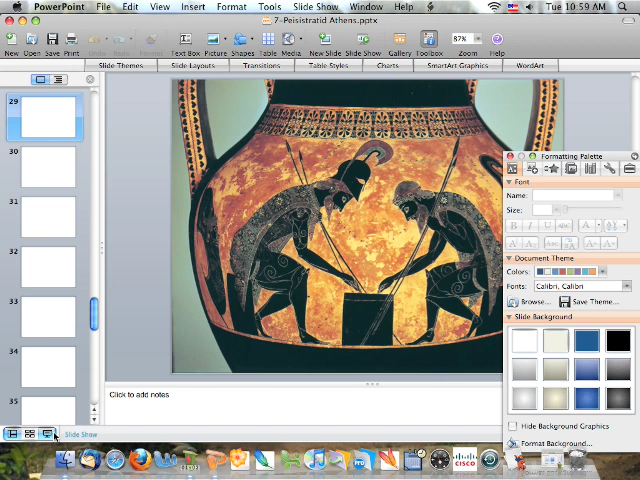 PowerPoint File Edit View Insert Format Tools Slide Show Window Help Tue 10:59 AM
7-Peisistratid Athens.pptx
New Open Save Print Undo Redo Format Text Box Picture Shapes Table Media New Slide Slide Show Gallery Toolbox 87% Zoom Help
Slide Themes Slide Layouts Transitions Table Styles Charts SmartArt Graphics WordArt
29
30
31
32
33
34
35
Formatting Palette
Font
Name:
Size:
B I U abc A
A A Abc Aa A A
Document Theme
Colors:
Fonts: Calibri, Calibri
Browse... Save Theme...
Slide Background
Hide Background Graphics
Format Background...
Click to add notes
Slide Show
CISCO